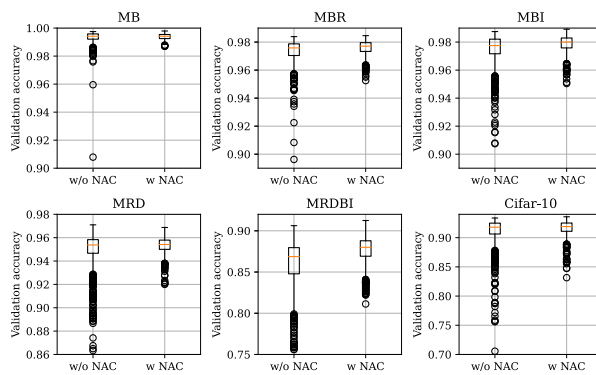 MB
MBR
MBI
Validation accuracy
1.00
0.98
0.96
0.94
0.92
0.90
w/o NAC
w NAC
Validation accuracy
0.98
0.96
0.94
0.92
0.90
w/o NAC
w NAC
Validation accuracy
0.98
0.96
0.94
0.92
0.90
w/o NAC
w NAC
MRD
MRDBI
Cifar-10
Validation accuracy
0.98
0.96
0.94
0.92
0.90
0.88
0.86
w/o NAC
w NAC
Validation accuracy
0.90
0.85
0.80
0.75
w/o NAC
w NAC
Validation accuracy
0.90
0.85
0.80
0.75
0.70
w/o NAC
w NAC